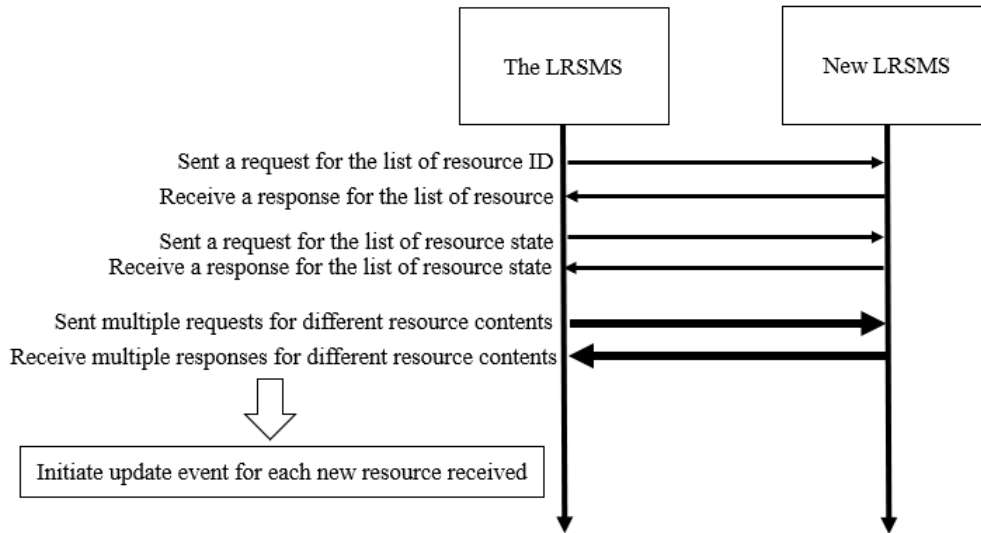 The LRSMS
New LRSMS
Sent a request for the list of resource ID
Receive a response for the list of resource
Sent a request for the list of resource state
Receive a response for the list of resource state
Sent multiple requests for different resource contents
Receive multiple responses for different resource contents
Initiate update event for each new resource received